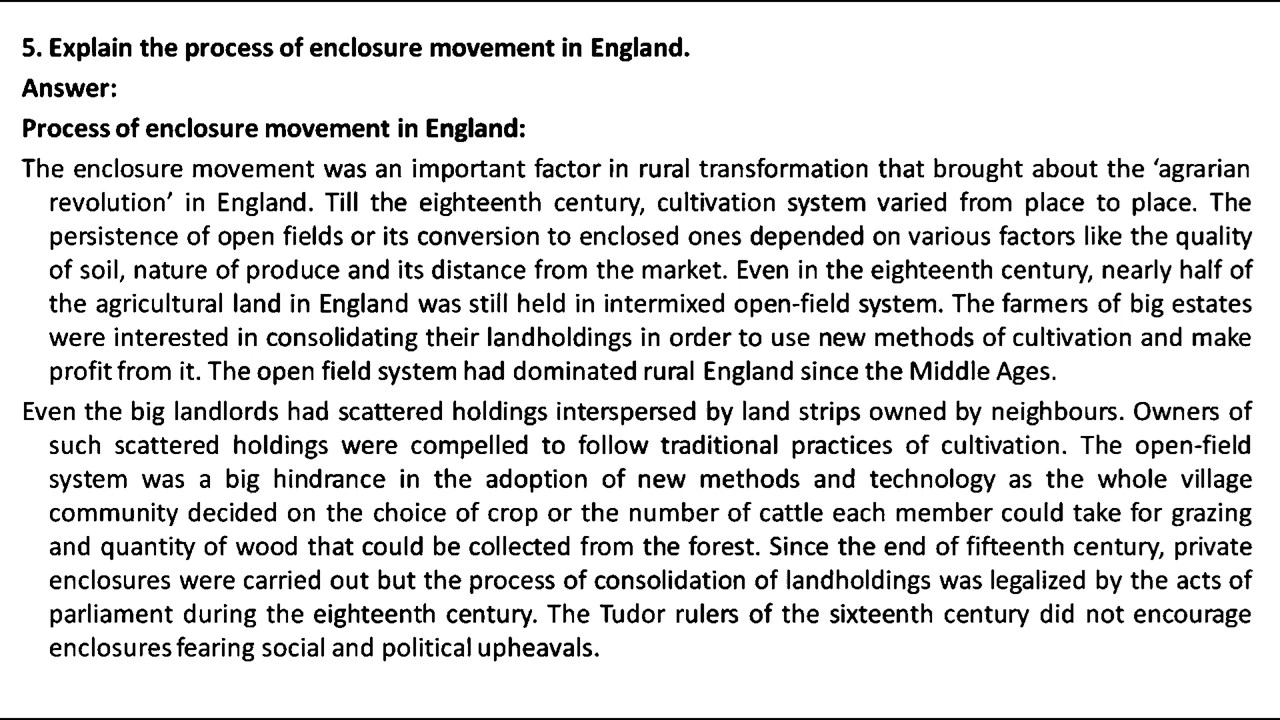 5. Explain the process of enclosure movement in England.
Answer:
Process of enclosure movement in England:
The enclosure movement was an important factor in rural transformation that brought about the ‘agrarian
revolution’ in England. Till the eighteenth century, cultivation system varied from place to place. The
persistence of open fields or its conversion to enclosed ones depended on various factors like the quality
of soil, nature of produce and its distance from the market. Even in the eighteenth century, nearly half of
the agricultural land in England was still held in intermixed open-field system. The farmers of big estates
were interested in consolidating their landholdings in order to use new methods of cultivation and make
profit from it. The open field system had dominated rural England since the Middle Ages.
Even the big landlords had scattered holdings interspersed by land strips owned by neighbours. Owners of
such scattered holdings were compelled to follow traditional practices of cultivation. The open-field
system was a big hindrance in the adoption of new methods and technology as the whole village
community decided on the choice of crop or the number of cattle each member could take for grazing
and quantity of wood that could be collected from the forest. Since the end of fifteenth century, private
enclosures were carried out but the process of consolidation of landholdings was legalized by the acts of
parliament during the eighteenth century. The Tudor rulers of the sixteenth century did not encourage
enclosures fearing social and political upheavals.